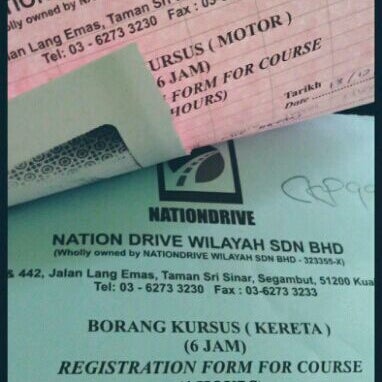 an Lang Emas, Taman Sri
Tel: 03 - 6273 3230 Fax : 03
URSUS ( MOTOR )
(6 JAM)
ON FORM FOR COURSE
HOURS)
Tarikh
Date
NATIONDRIVE
NATION DRIVE WILAYAH SDN BHD
(Wholly owned by NATIONDRIVE WILAYAH SDN BHD - 323355-X)
& 442, Jalan Lang Emas, Taman Sri Sinar, Segambut, 51200 Kua
Tel: 03 - 6273 3230 Fax : 03-6273 3233
BORANG KURSUS ( KERETA )
(6 JAM)
REGISTRATION FORM FOR COURSE